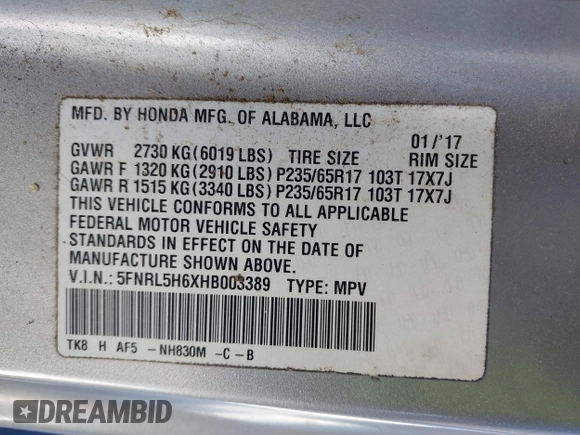 MFD. BY HONDA MFG. OF ALABAMA, LLC
01/'17
GVWR 2730 KG(6019 LBS) TIRE SIZE RIM SIZE
GAWR F 1320 KG(2910 LBS)P235/65R17 103T 17X7J
GAWR R 1515 KG(3340 LBS)P235/65R17 103T 17X7J
THIS VEHICLE CONFORMS TO ALL APPLICABLE
FEDERAL MOTOR VEHICLE SAFETY
STANDARDS IN EFFECT ON THE DATE OF
MANUFACTURE SHOWN ABOVE.
V.I.N.: 5FNRL5H6XHB003389 TYPE: MPV
TK8 H AF5 -NH830M -C-B
DREAMBID